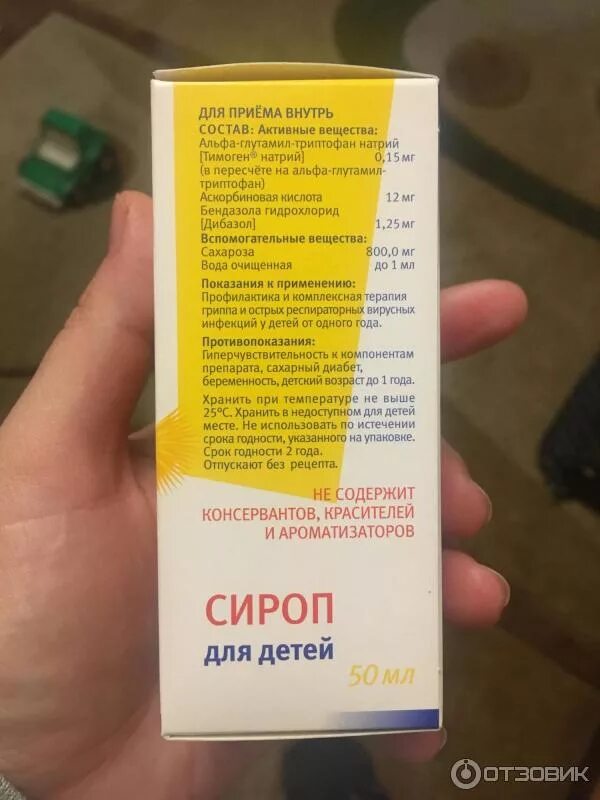 ДЛЯ ПРИЁМА ВНУТРЬ
СОСТАВ: Активные вещества:
Альфа-глутамил-триптофан натрий
[Тимоген® натрий] 0,15 мг
(в пересчёте на альфа-глутамил-
триптофан)
Аскорбиновая кислота 12 мг
Бендазола гидрохлорид
[Дибазол] 1,25 мг
Вспомогательные вещества:
Сахароза 800,0 мг
Вода очищенная до 1 мл
Показания к применению:
Профилактика и комплексная терапия
гриппа и острых респираторных вирусных
инфекций у детей от одного года.
Противопоказания:
Гиперчувствительность к компонентам
препарата, сахарный диабет,
беременность, детский возраст до 1 года.
Хранить при температуре не выше
25°С. Хранить в недоступном для детей
месте. Не использовать по истечении
срока годности, указанного на упаковке.
Срок годности 2 года.
Отпускают без рецепта.
НЕ СОДЕРЖИТ
КОНСЕРВАНТОВ, КРАСИТЕЛЕЙ
И АРОМАТИЗАТОРОВ
СИРОП
для детей
50 мл
ОТЗОВИК